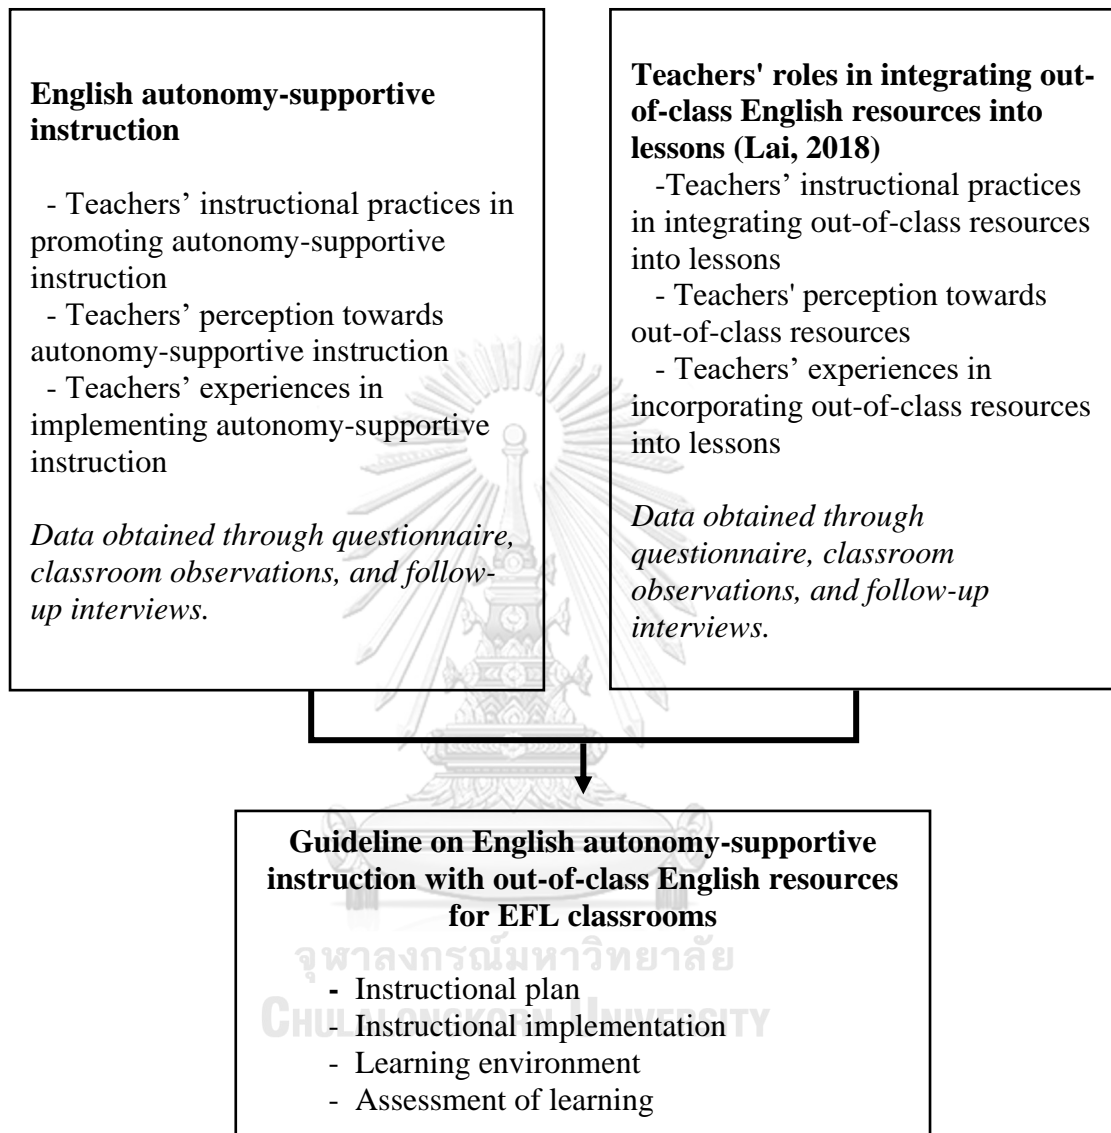 English autonomy-supportive
instruction
- Teachers’ instructional practices in
promoting autonomy-supportive
instruction
- Teachers’ perception towards
autonomy-supportive instruction
- Teachers’ experiences in
implementing autonomy-supportive
instruction
Data obtained through questionnaire,
classroom observations, and follow-
up interviews.
Teachers' roles in integrating out-
of-class English resources into
lessons (Lai, 2018)
-Teachers’ instructional practices
in integrating out-of-class resources
into lessons
- Teachers' perception towards
out-of-class resources
- Teachers’ experiences in
incorporating out-of-class resources
into lessons
Data obtained through
questionnaire, classroom
observations, and follow-up
interviews.
Guideline on English autonomy-supportive
instruction with out-of-class English resources
for EFL classrooms
จุฬาลงกรณ์มหาวิทยาลัย
- Instructional plan
CHULALONGKORN UNIVERSITY
- Instructional implementation
- Learning environment
- Assessment of learning